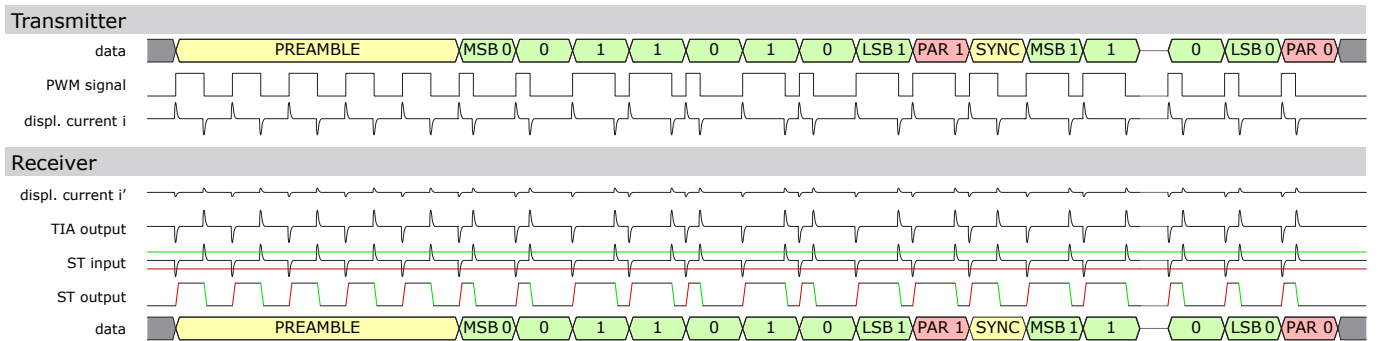 Transmitter
data PREAMBLE MSB 0 0 1 1 0 1 0 LSB 1 PAR 1 SYNC MSB 1 1 0 LSB 0 PAR 0
PWM signal
displ. current i
Receiver
displ. current i′
TIA output
ST input
ST output
data PREAMBLE MSB 0 0 1 1 0 1 0 LSB 1 PAR 1 SYNC MSB 1 1 0 LSB 0 PAR 0